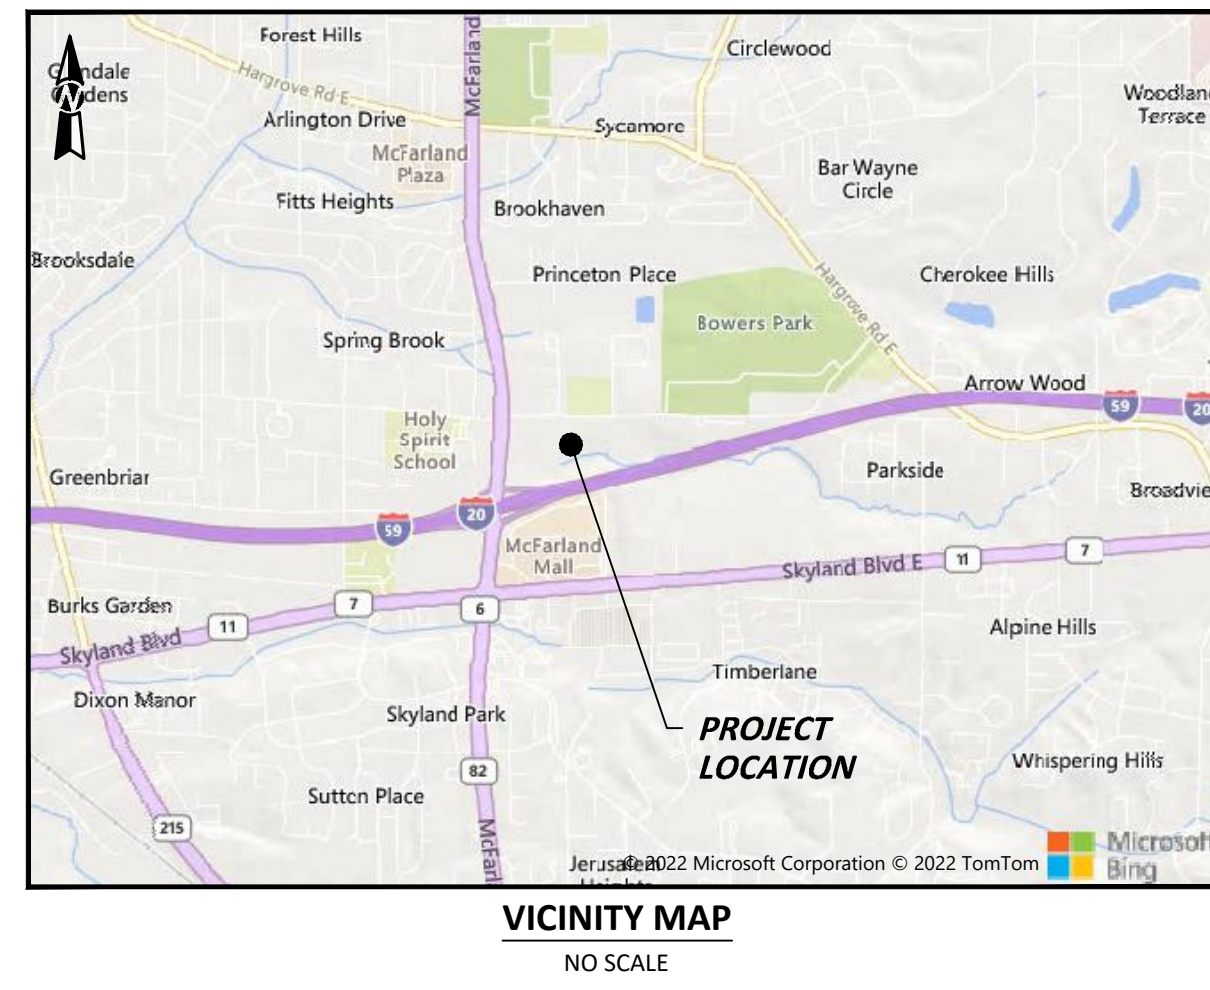 Forest Hills
McFarland
Circlewood
Hargrove Rd E
Woodlan
Terrace
N
Arlington Drive
Sycamore
McFarland
Plaza
Bar Wayne
Circle
Fitts Heights
Brookhaven
Brooksdale
Princeton Place
Cherokee Hills
Hargrove Rd E
Bowers Park
Spring Brook
Arrow Wood
59
20
Holy
Spirit
School
Greenbriar
Parkside
Broadvie
59
20
McFarland
Mall
Skyland Blvd E
11
7
Burks Garden
7
6
11
Skyland Blvd
Alpine Hills
Timberlane
Dixon Manor
Skyland Park
PROJECT
LOCATION
82
Whispering Hills
Sutton Place
215
McFarl
© 2022 Microsoft Corporation © 2022 TomTom
Microsoft
Bing
VICINITY MAP
NO SCALE